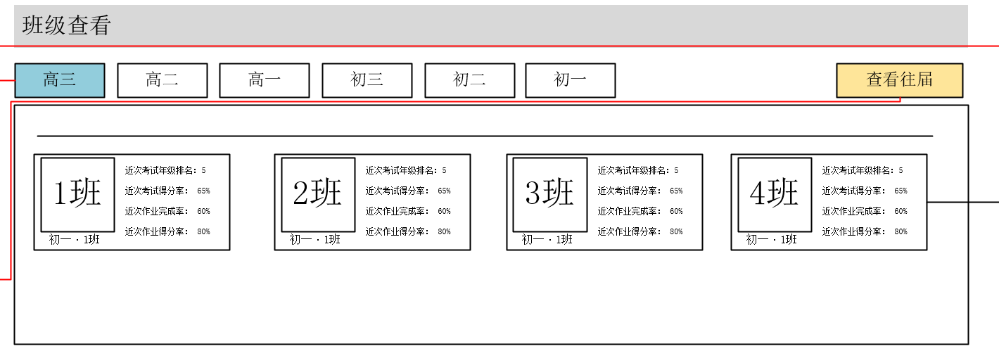 班级查看
高三
高二
高一
初三
初二
初一
查看往届
1班
初一·1班
近次考试年级排名：5
近次考试得分率： 65%
近次作业完成率： 60%
近次作业得分率： 80%
2班
初一·1班
近次考试年级排名：5
近次考试得分率： 65%
近次作业完成率： 60%
近次作业得分率： 80%
3班
初一·1班
近次考试年级排名：5
近次考试得分率： 65%
近次作业完成率： 60%
近次作业得分率： 80%
4班
初一·1班
近次考试年级排名：5
近次考试得分率： 65%
近次作业完成率： 60%
近次作业得分率： 80%